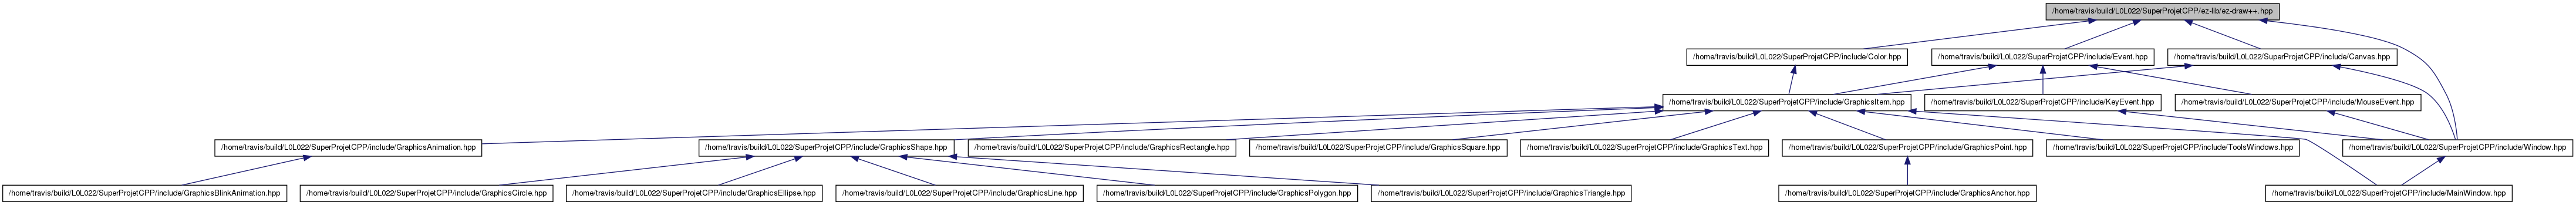 /home/travis/build/L0L022/SuperProjetCPP/ez-lib/ez-draw++.hpp
/home/travis/build/L0L022/SuperProjetCPP/include/Color.hpp
/home/travis/build/L0L022/SuperProjetCPP/include/Event.hpp
/home/travis/build/L0L022/SuperProjetCPP/include/Canvas.hpp
/home/travis/build/L0L022/SuperProjetCPP/include/GraphicsItem.hpp
/home/travis/build/L0L022/SuperProjetCPP/include/KeyEvent.hpp
/home/travis/build/L0L022/SuperProjetCPP/include/MouseEvent.hpp
/home/travis/build/L0L022/SuperProjetCPP/include/GraphicsAnimation.hpp
/home/travis/build/L0L022/SuperProjetCPP/include/GraphicsShape.hpp
/home/travis/build/L0L022/SuperProjetCPP/include/GraphicsRectangle.hpp
/home/travis/build/L0L022/SuperProjetCPP/include/GraphicsSquare.hpp
/home/travis/build/L0L022/SuperProjetCPP/include/GraphicsText.hpp
/home/travis/build/L0L022/SuperProjetCPP/include/GraphicsPoint.hpp
/home/travis/build/L0L022/SuperProjetCPP/include/ToolsWindows.hpp
/home/travis/build/L0L022/SuperProjetCPP/include/Window.hpp
/home/travis/build/L0L022/SuperProjetCPP/include/GraphicsBlinkAnimation.hpp
/home/travis/build/L0L022/SuperProjetCPP/include/GraphicsCircle.hpp
/home/travis/build/L0L022/SuperProjetCPP/include/GraphicsEllipse.hpp
/home/travis/build/L0L022/SuperProjetCPP/include/GraphicsLine.hpp
/home/travis/build/L0L022/SuperProjetCPP/include/GraphicsPolygon.hpp
/home/travis/build/L0L022/SuperProjetCPP/include/GraphicsTriangle.hpp
/home/travis/build/L0L022/SuperProjetCPP/include/GraphicsAnchor.hpp
/home/travis/build/L0L022/SuperProjetCPP/include/MainWindow.hpp